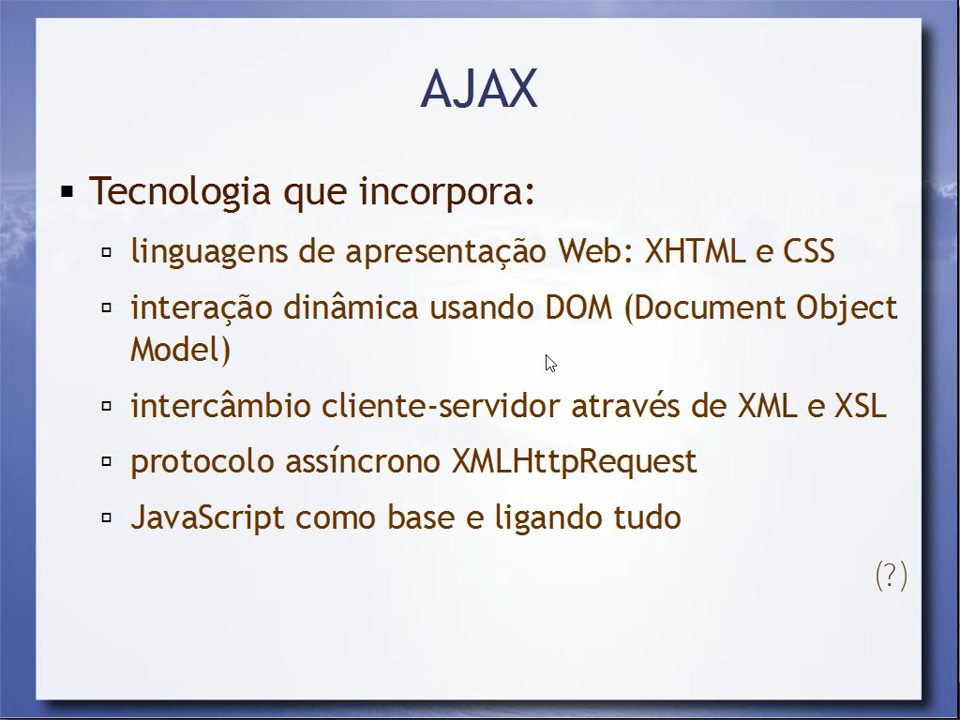 AJAX
Tecnologia que incorpora:
linguagens de apresentação Web: XHTML e CSS
interação dinâmica usando DOM (Document Object
Model)
intercâmbio cliente-servidor através de XML e XSL
protocolo assíncrono XMLHttpRequest
JavaScript como base e ligando tudo
(?)